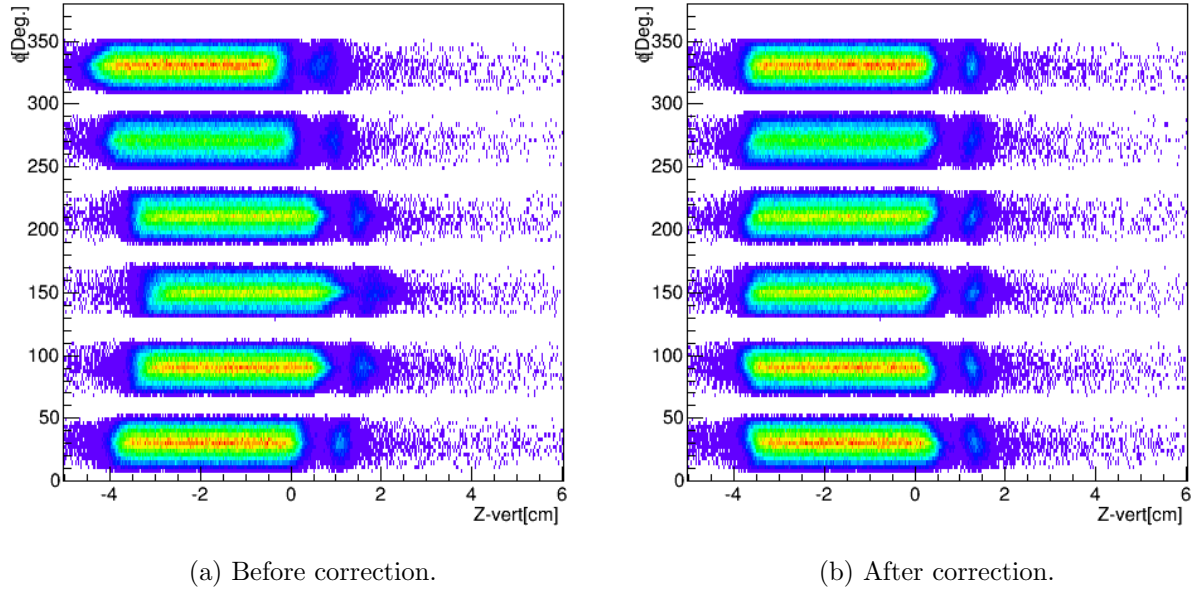 ϕ[Deg.]
350
300
250
200
150
100
50
0
-4 -2 0 2 4 6
Z-vert[cm]
(a) Before correction.
ϕ[Deg.]
350
300
250
200
150
100
50
0
-4 -2 0 2 4 6
Z-vert[cm]
(b) After correction.